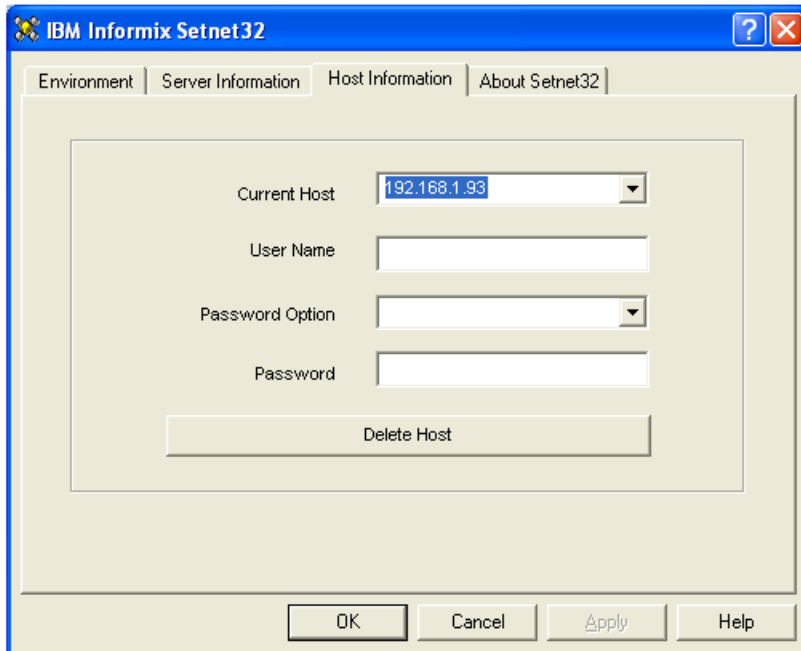 IBM Informix Setnet32
Environment
Server Information
Host Information
About Setnet32
Current Host
192.168.1.93
User Name
Password Option
Password
Delete Host
OK
Cancel
Apply
Help